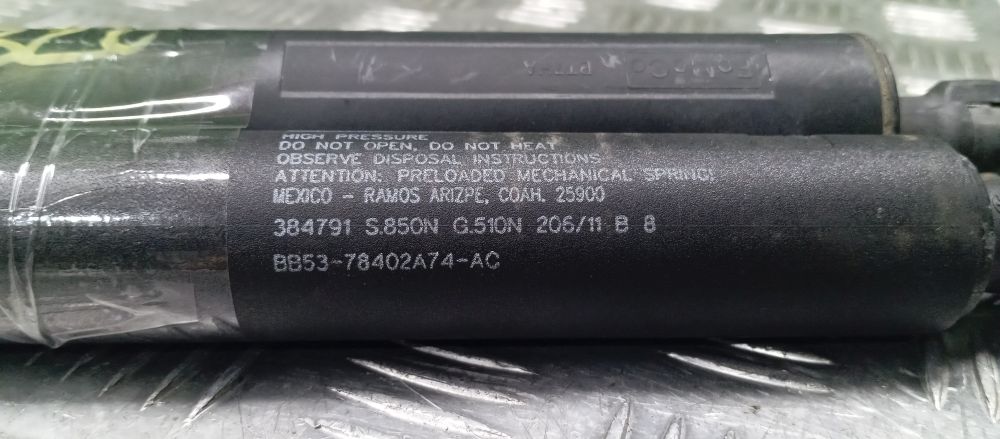 FoMoCo
HIGH PRESSURE
DO NOT OPEN, DO NOT HEAT
OBSERVE DISPOSAL INSTRUCTIONS
ATTENTION: PRELOADED MECHANICAL SPRING!
MEXICO - RAMOS ARIZPE, COAH. 25900
384791 S.850N G.510N 206/11 B 8
BB53-78402A74-AC